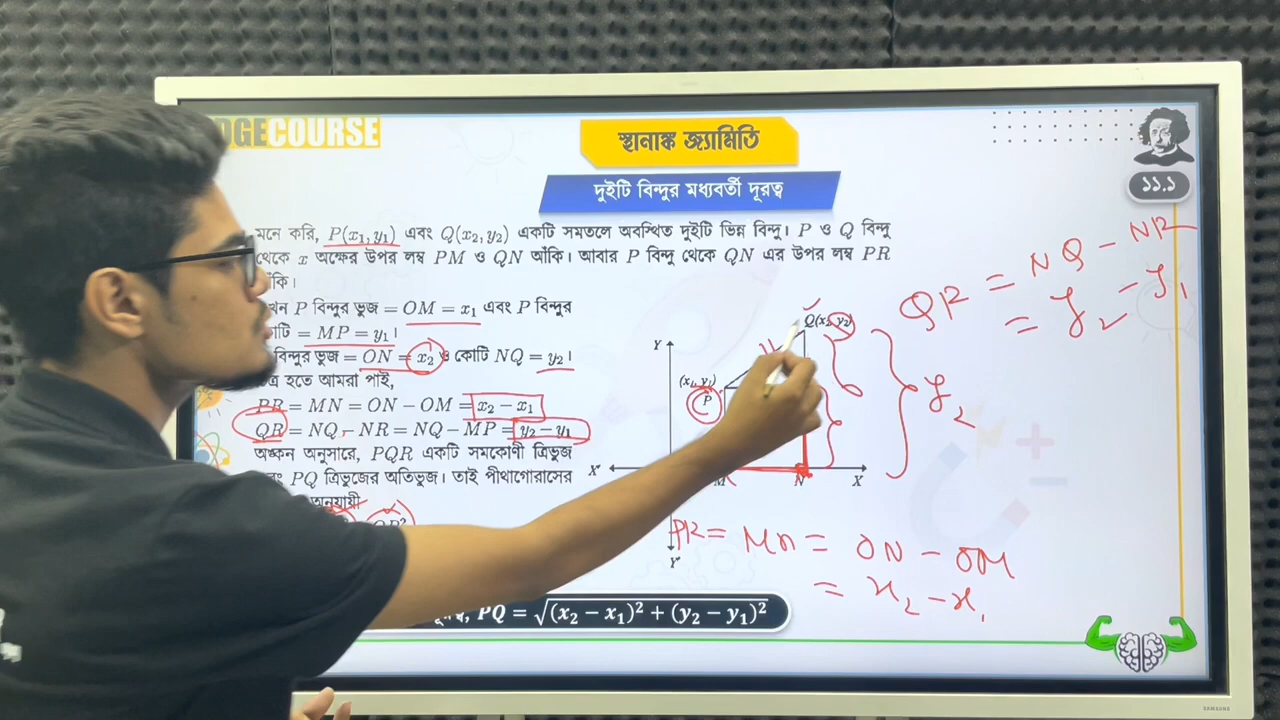 DGECOURSE
স্থানাঙ্ক জ্যামিতি
১১.১
দুইটি বিন্দুর মধ্যবর্তী দূরত্ব
মনে করি, P(x₁, y₁) এবং Q(x₂, y₂) একটি সমতলে অবস্থিত দুইটি ভিন্ন বিন্দু। P ও Q বিন্দু
থেকে x অক্ষের উপর লম্ব PM ও QN আঁকি। আবার P বিন্দু থেকে QN এর উপর লম্ব PR
P বিন্দুর ভুজ = OM = x₁ এবং P বিন্দুর
= MP = y₁।
বিন্দুর ভুজ = ON = x₂ ও কোটি NQ = y₂।
হতে আমরা পাই,
PR = MN = ON − OM = x₂ − x₁
QR = NQ − NR = NQ − MP = y₂ − y₁
অঙ্কন অনুসারে, PQR একটি সমকোণী ত্রিভুজ
PQ ত্রিভুজের অতিভুজ। তাই পীথাগোরাসের
অনুযায়ী
PQ = √(x₂ − x₁)² + (y₂ − y₁)²
Y
Q(x₂, y₂)
(x₁, y₁)
P
X'
M
N
X
Y'
QR = NQ − NR
= y₂ − y₁
y₂
PR = MN = ON − OM
= x₂ − x₁
SAMSUNG